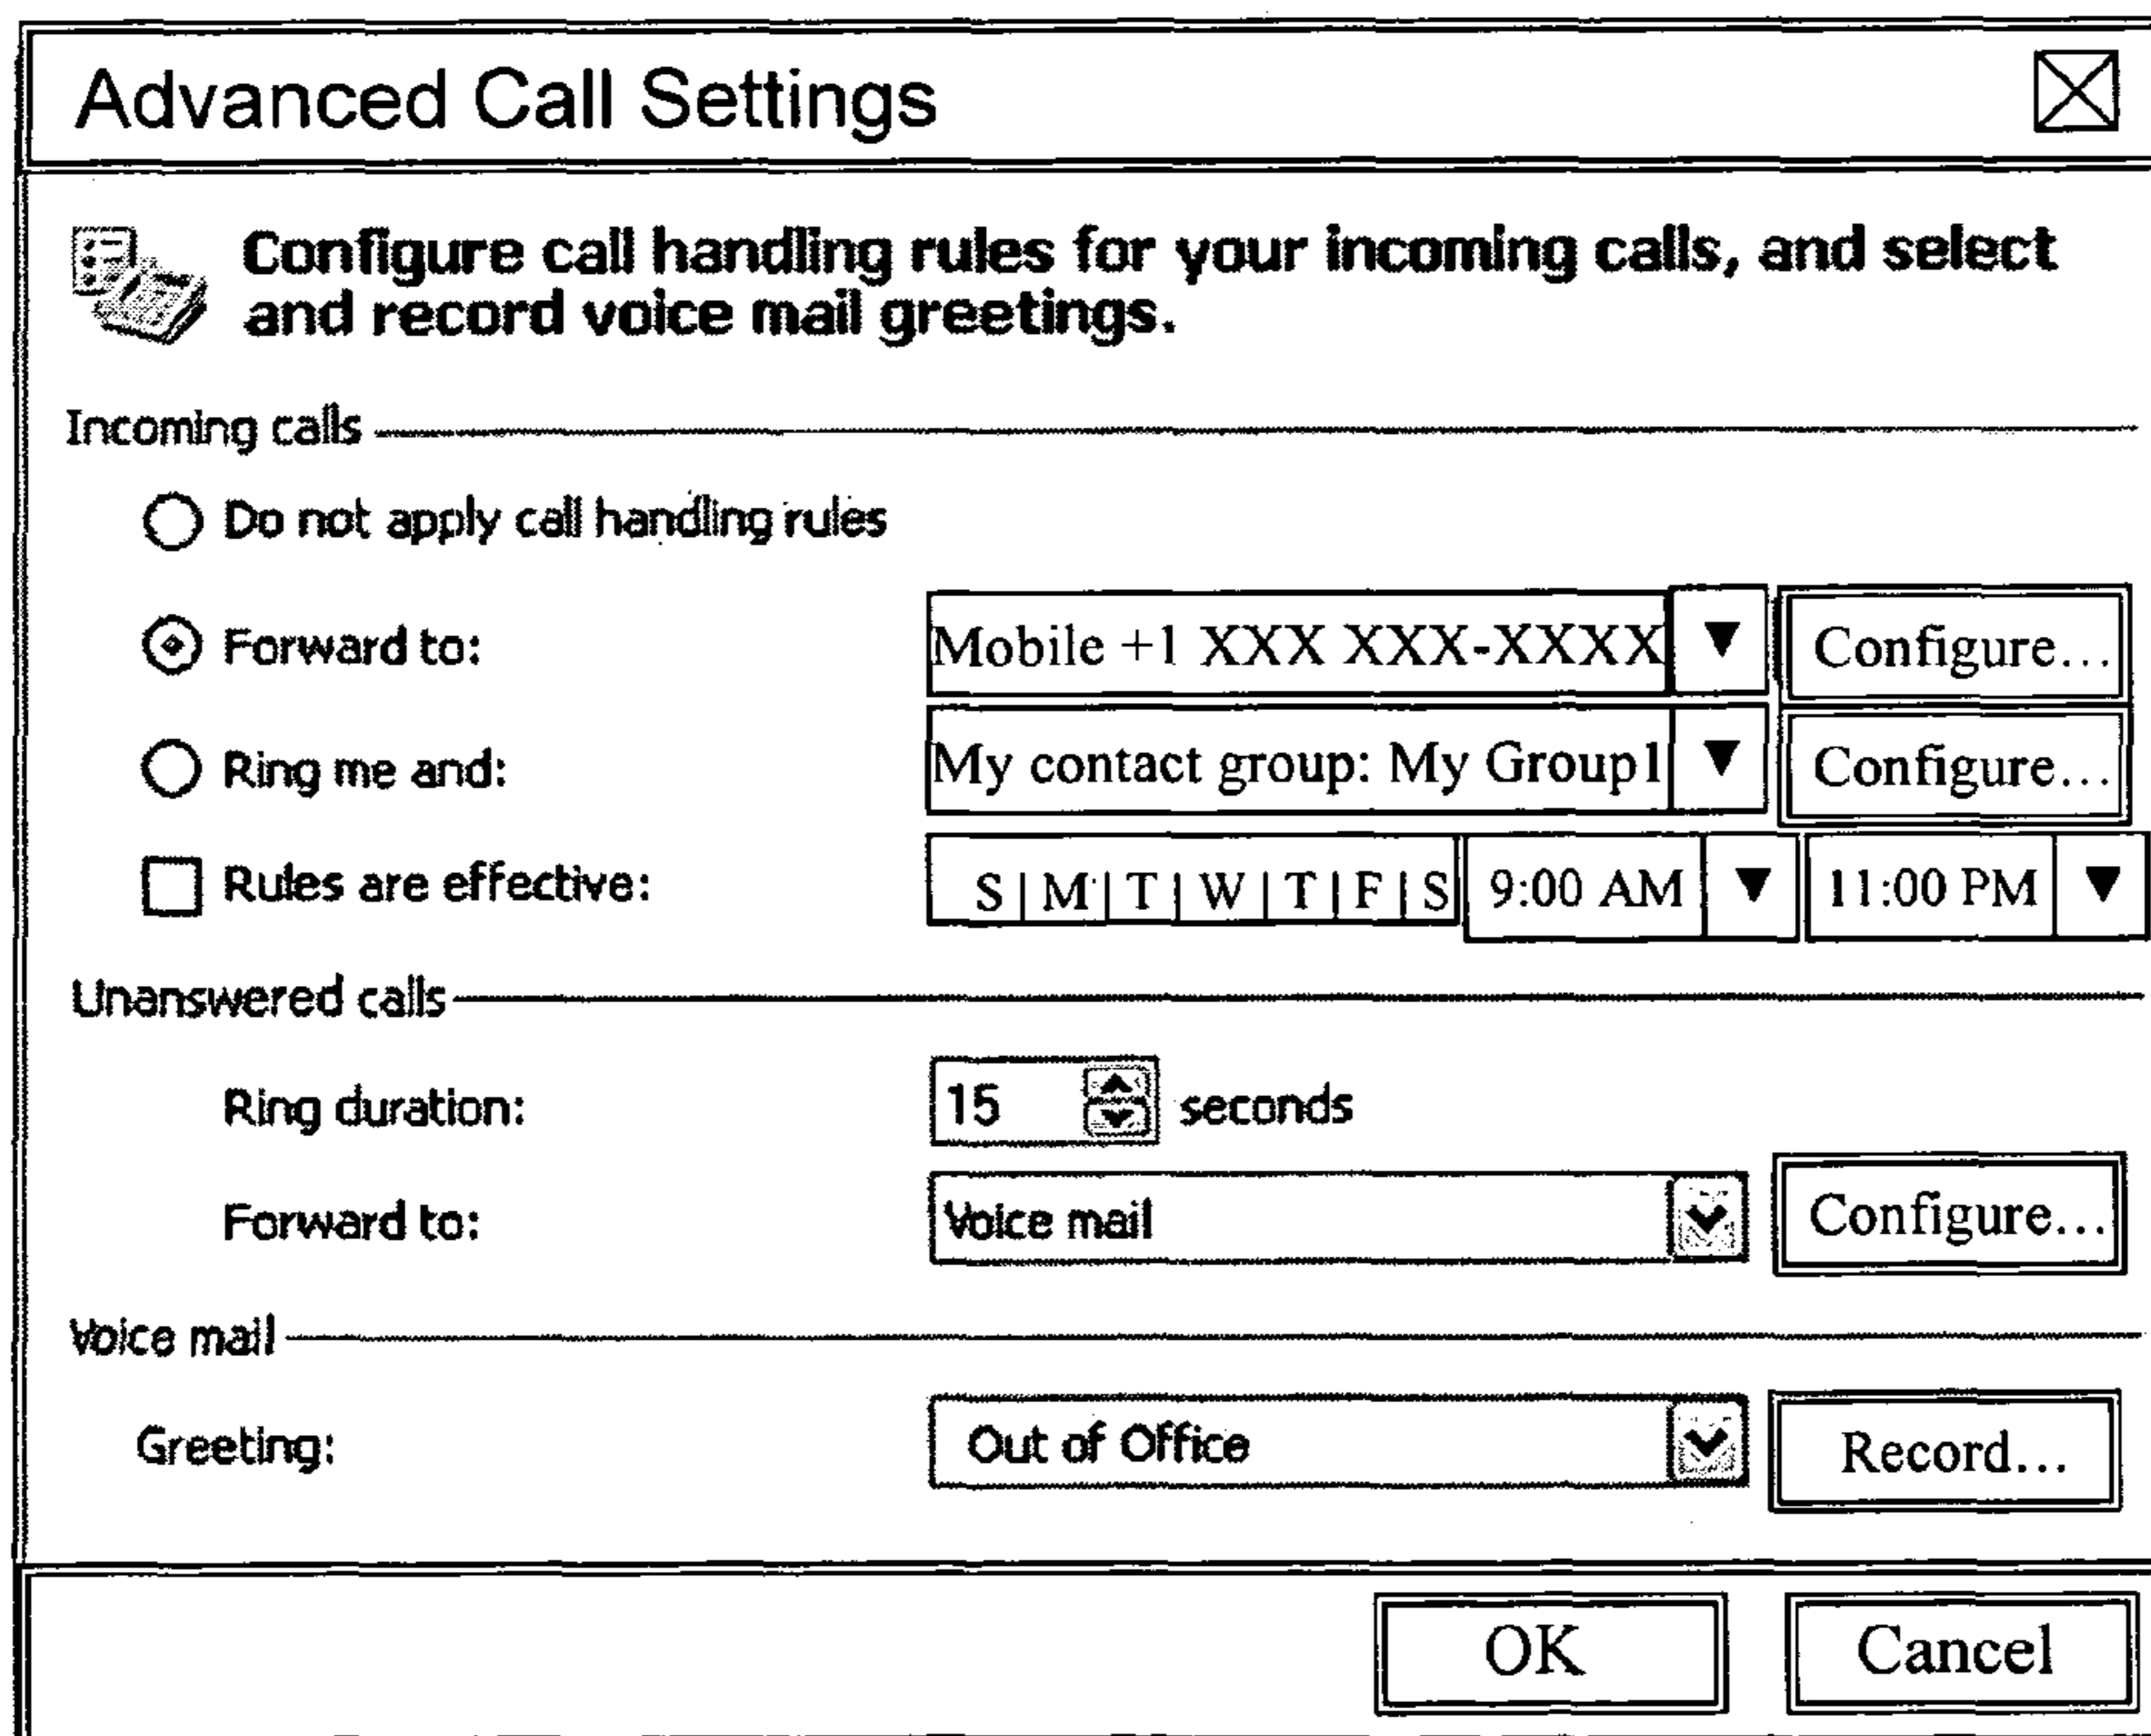 Advanced Call Settings
Configure call handling rules for your incoming calls, and select
and record voice mail greetings.
Incoming calls
Do not apply call handling rules
Forward to: Mobile +1 XXX XXX-XXXX Configure...
Ring me and: My contact group: My Group1 Configure...
Rules are effective: S | M | T | W | T | F | S 9:00 AM 11:00 PM
Unanswered calls
Ring duration: 15 seconds
Forward to: Voice mail Configure...
Voice mail
Greeting: Out of Office Record...
OK Cancel